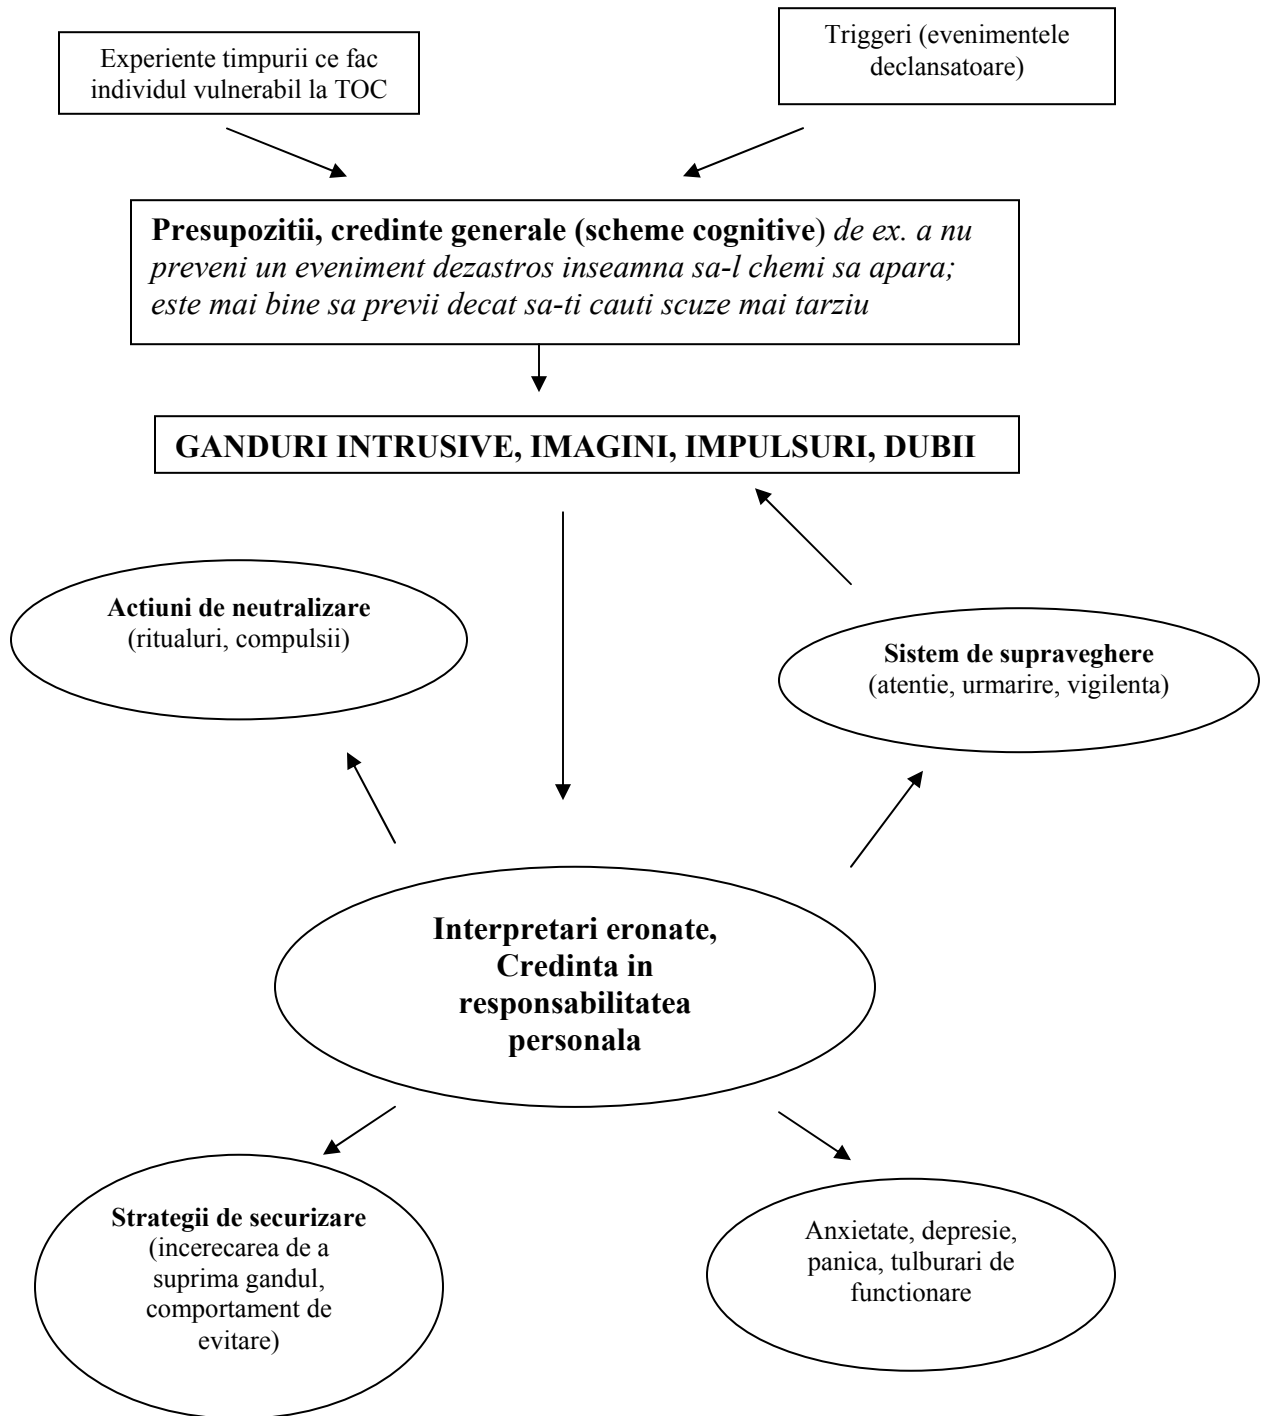 Experiente timpurii ce fac
individul vulnerabil la TOC
Triggeri (evenimentele
declansatoare)
Presupozitii, credinte generale (scheme cognitive) de ex. a nu
preveni un eveniment dezastros inseamna sa-l chemi sa apara;
este mai bine sa previi decat sa-ti cauti scuze mai tarziu
GANDURI INTRUSIVE, IMAGINI, IMPULSURI, DUBII
Actiuni de neutralizare
(ritualuri, compulsii)
Sistem de supraveghere
(atentie, urmarire, vigilenta)
Interpretari eronate,
Credinta in
responsabilitatea
personala
Strategii de securizare
(incerecarea de a
suprima gandul,
comportament de
evitare)
Anxietate, depresie,
panica, tulburari de
functionare